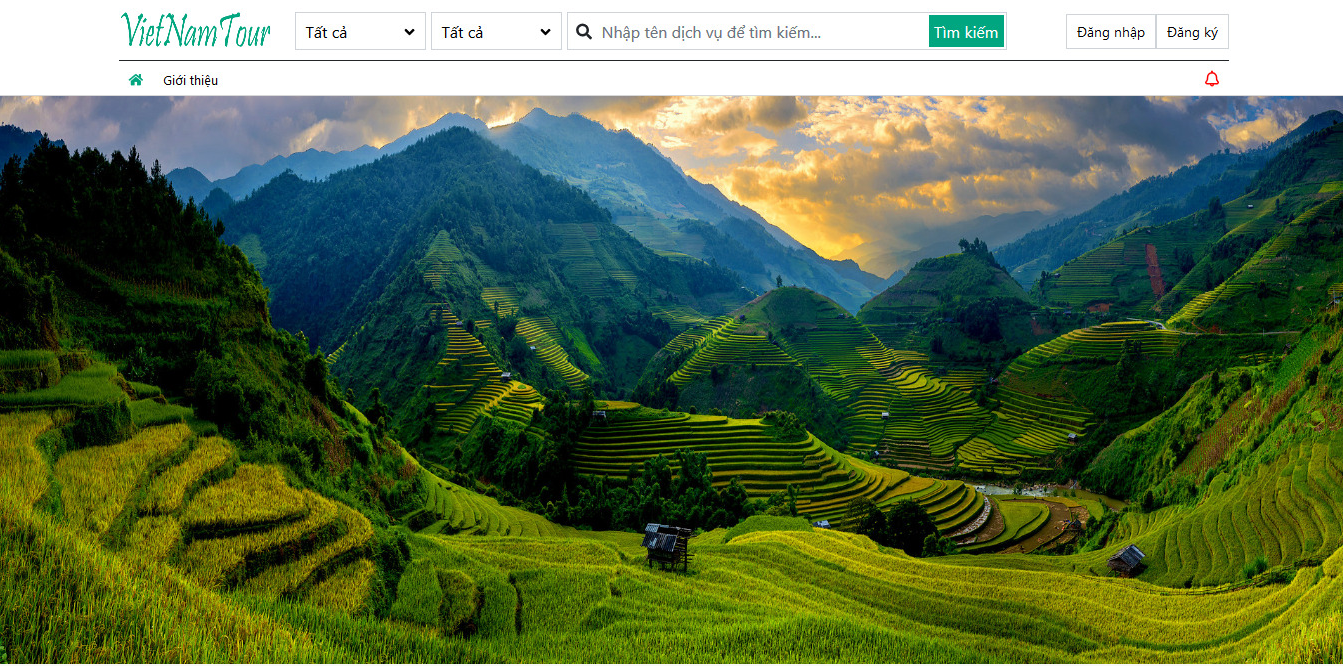 VietNamTour Tất cả Tất cả Nhập tên dịch vụ để tìm kiếm... Tìm kiếm Đăng nhập Đăng ký
Giới thiệu